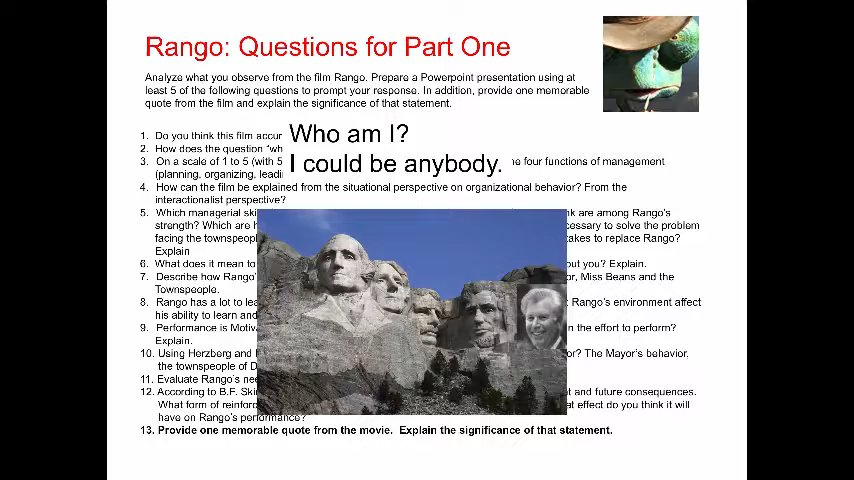 Rango: Questions for Part One
Analyze what you observe from the film Rango. Prepare a Powerpoint presentation using at
least 5 of the following questions to prompt your response. In addition, provide one memorable
quote from the film and explain the significance of that statement.
Who am I?
I could be anybody.
1. Do you think this film accur
2. How does the question "wh
3. On a scale of 1 to 5 (with 5 four functions of management
(planning, organizing, leadi
4. How can the film be explained from the situational perspective on organizational behavior? From the
interactionalist perspective?
5. Which managerial ski nk are among Rango's
strength? Which are h cessary to solve the problem
facing the townspeopl takes to replace Rango?
Explain
6. What does it mean to out you? Explain.
7. Describe how Rango' or, Miss Beans and the
Townspeople.
8. Rango has a lot to lea Rango's environment affect
his ability to learn and
9. Performance is Motiv n the effort to perform?
Explain.
10. Using Herzberg and or? The Mayor's behavior,
the townspeople of D
11. Evaluate Rango's nee
12. According to B.F. Ski nt and future consequences.
What form of reinforc at effect do you think it will
have on Rango's performance?
13. Provide one memorable quote from the movie. Explain the significance of that statement.